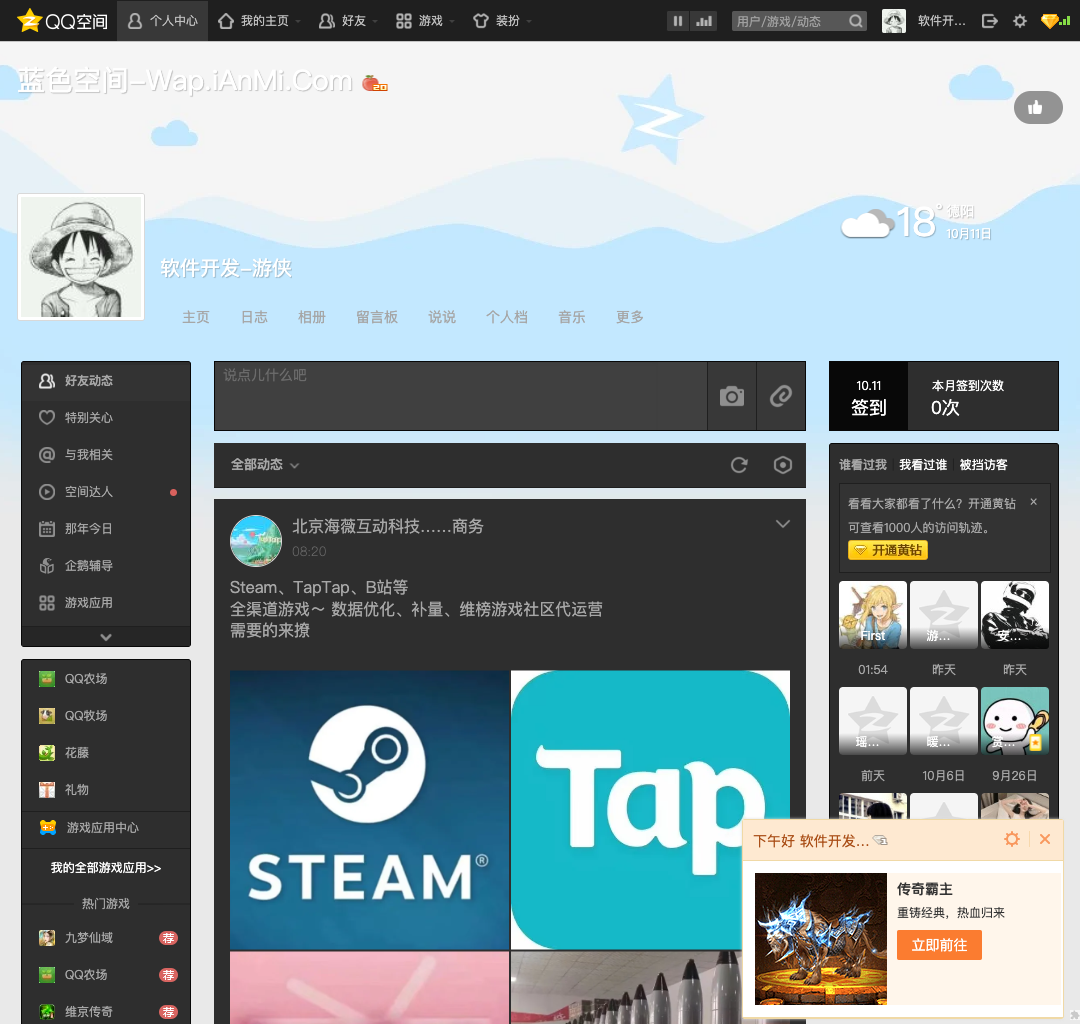 QQ空间
个人中心
我的主页
好友
游戏
装扮
用户/游戏/动态
软件开…
蓝色空间-Wap.iAnMi.Com
20
18°
德阳
10月11日
软件开发-游侠
主页
日志
相册
留言板
说说
个人档
音乐
更多
好友动态
特别关心
与我相关
空间达人
那年今日
企鹅辅导
游戏应用
QQ农场
QQ牧场
花藤
礼物
游戏应用中心
我的全部游戏应用>>
热门游戏
九梦仙域
荐
QQ农场
荐
维京传奇
荐
说点儿什么吧
全部动态
北京海薇互动科技……商务
08:20
Steam、TapTap、B站等
全渠道游戏～ 数据优化、补量、维榜游戏社区代运营
需要的来撩
STEAM®
Tap
10.11
签到
本月签到次数
0次
谁看过我
我看过谁
被挡访客
看看大家都看了什么？开通黄钻
可查看1000人的访问轨迹。
开通黄钻
First
游…
安…
01:54
昨天
昨天
瑶…
暖…
赏…
前天
10月6日
9月26日
下午好 软件开发…
传奇霸主
重铸经典，热血归来
立即前往